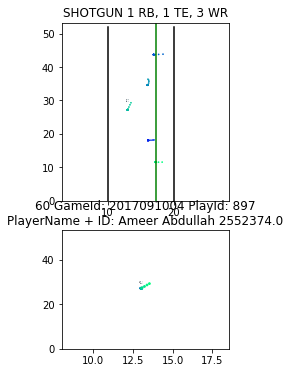 SHOTGUN 1 RB, 1 TE, 3 WR
50
40
30
20
10
0
10 20
60 GameId: 2017091004 PlayId: 897
PlayerName + ID: Ameer Abdullah 2552374.0
40
20
0
10.0 12.5 15.0 17.5